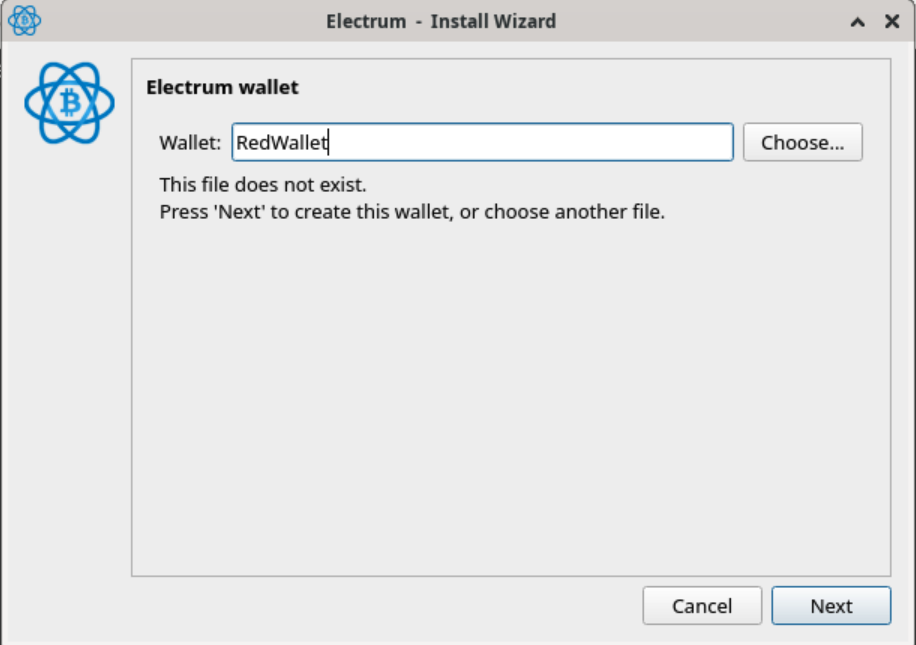 Electrum - Install Wizard
Electrum wallet
Wallet: RedWallet Choose...
This file does not exist.
Press 'Next' to create this wallet, or choose another file.
Cancel Next